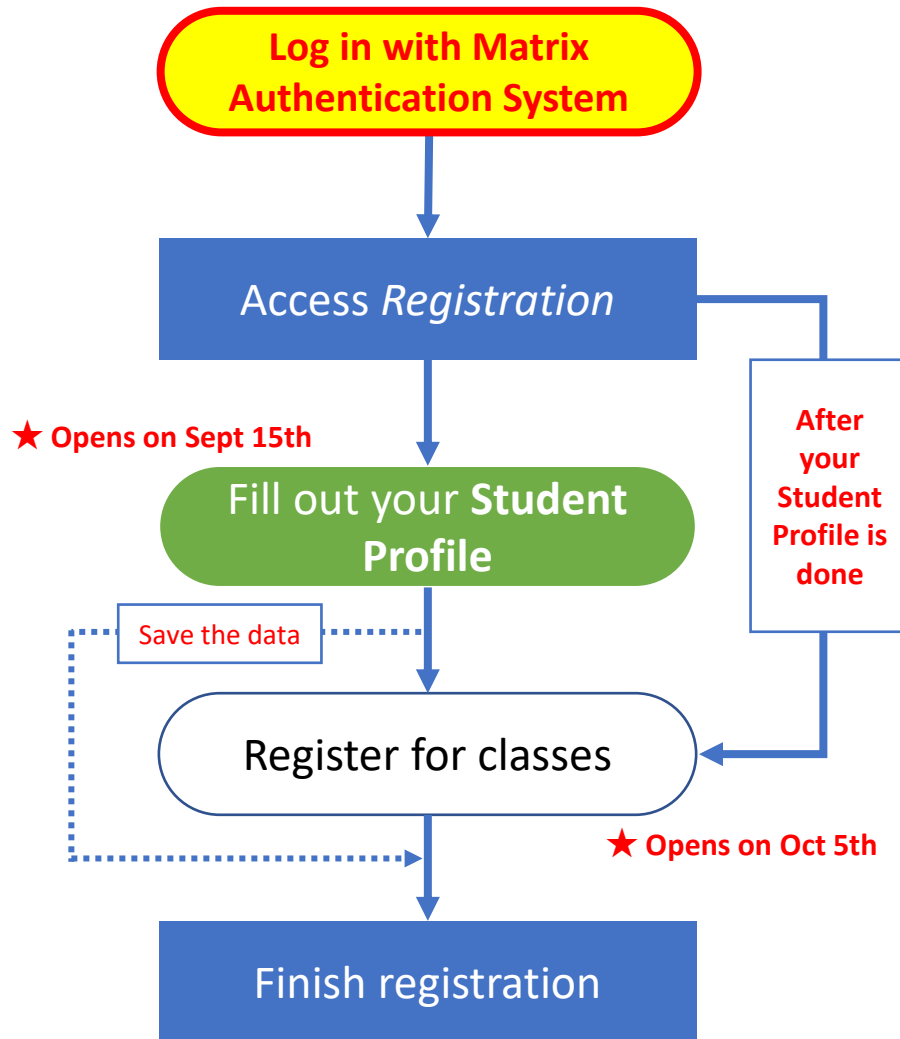 Log in with Matrix
Authentication System
Access Registration
★ Opens on Sept 15th
After
your
Student
Profile is
done
Fill out your Student
Profile
Save the data
Register for classes
★ Opens on Oct 5th
Finish registration